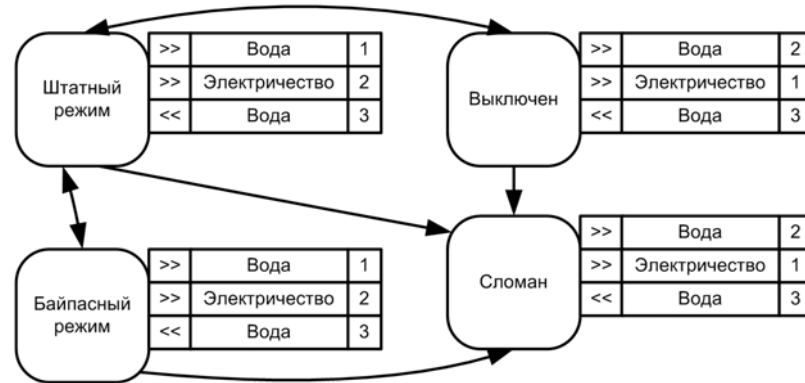 Штатный
режим
>> Вода 1
>> Электричество 2
<< Вода 3
Выключен
>> Вода 2
>> Электричество 1
<< Вода 3
Байпасный
режим
>> Вода 1
>> Электричество 2
<< Вода 3
Сломан
>> Вода 2
>> Электричество 1
<< Вода 3